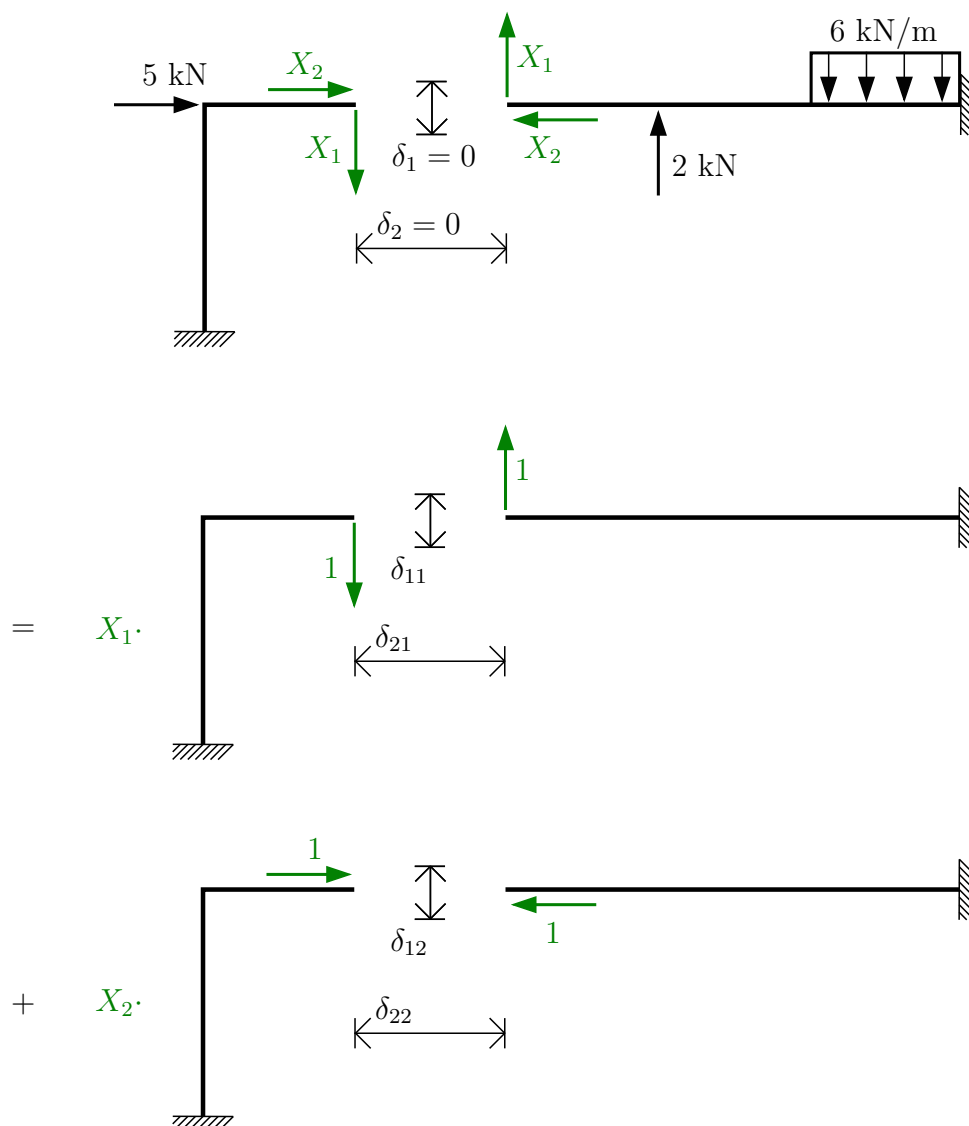 6 kN/m
5 kN
X₂
X₁
X₁
δ₁ = 0
X₂
2 kN
δ₂ = 0
1
1
δ₁₁
= X₁·
δ₂₁
1
1
δ₁₂
+ X₂·
δ₂₂